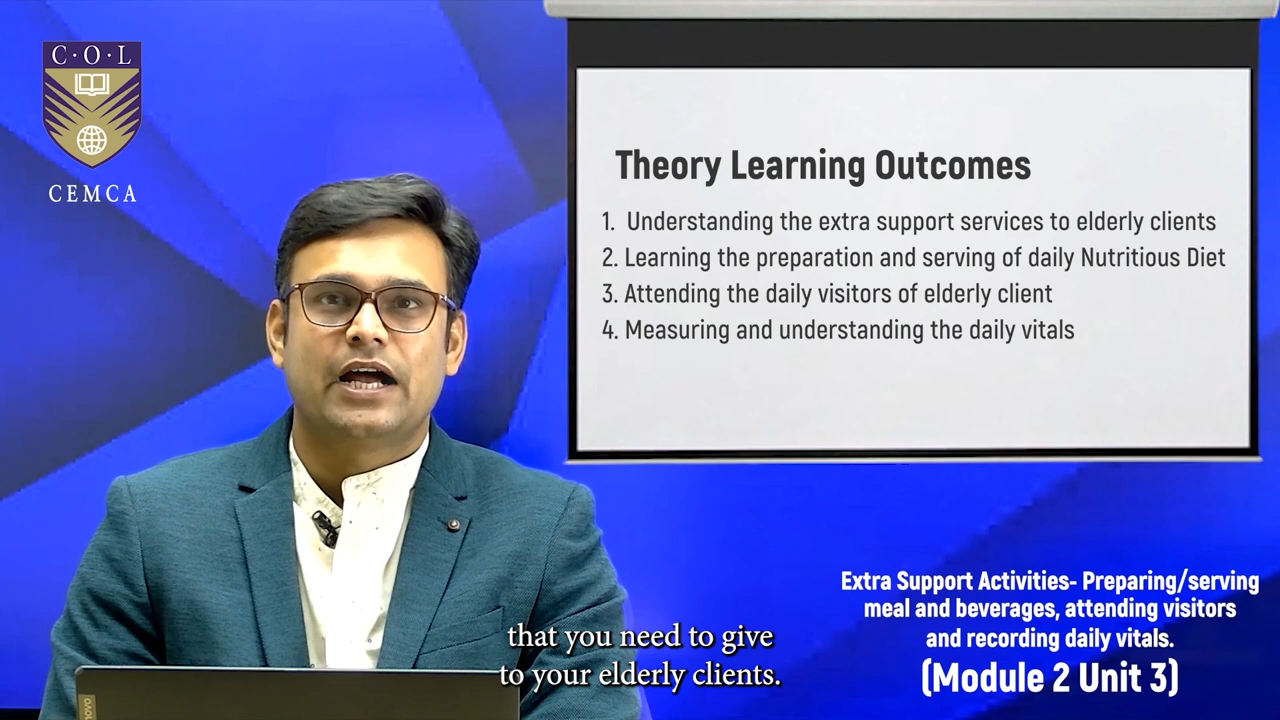 C·O·L
CEMCA
Theory Learning Outcomes
1. Understanding the extra support services to elderly clients
2. Learning the preparation and serving of daily Nutritious Diet
3. Attending the daily visitors of elderly client
4. Measuring and understanding the daily vitals
Extra Support Activities- Preparing/serving
meal and beverages, attending visitors
and recording daily vitals.
(Module 2 Unit 3)
that you need to give
to your elderly clients.